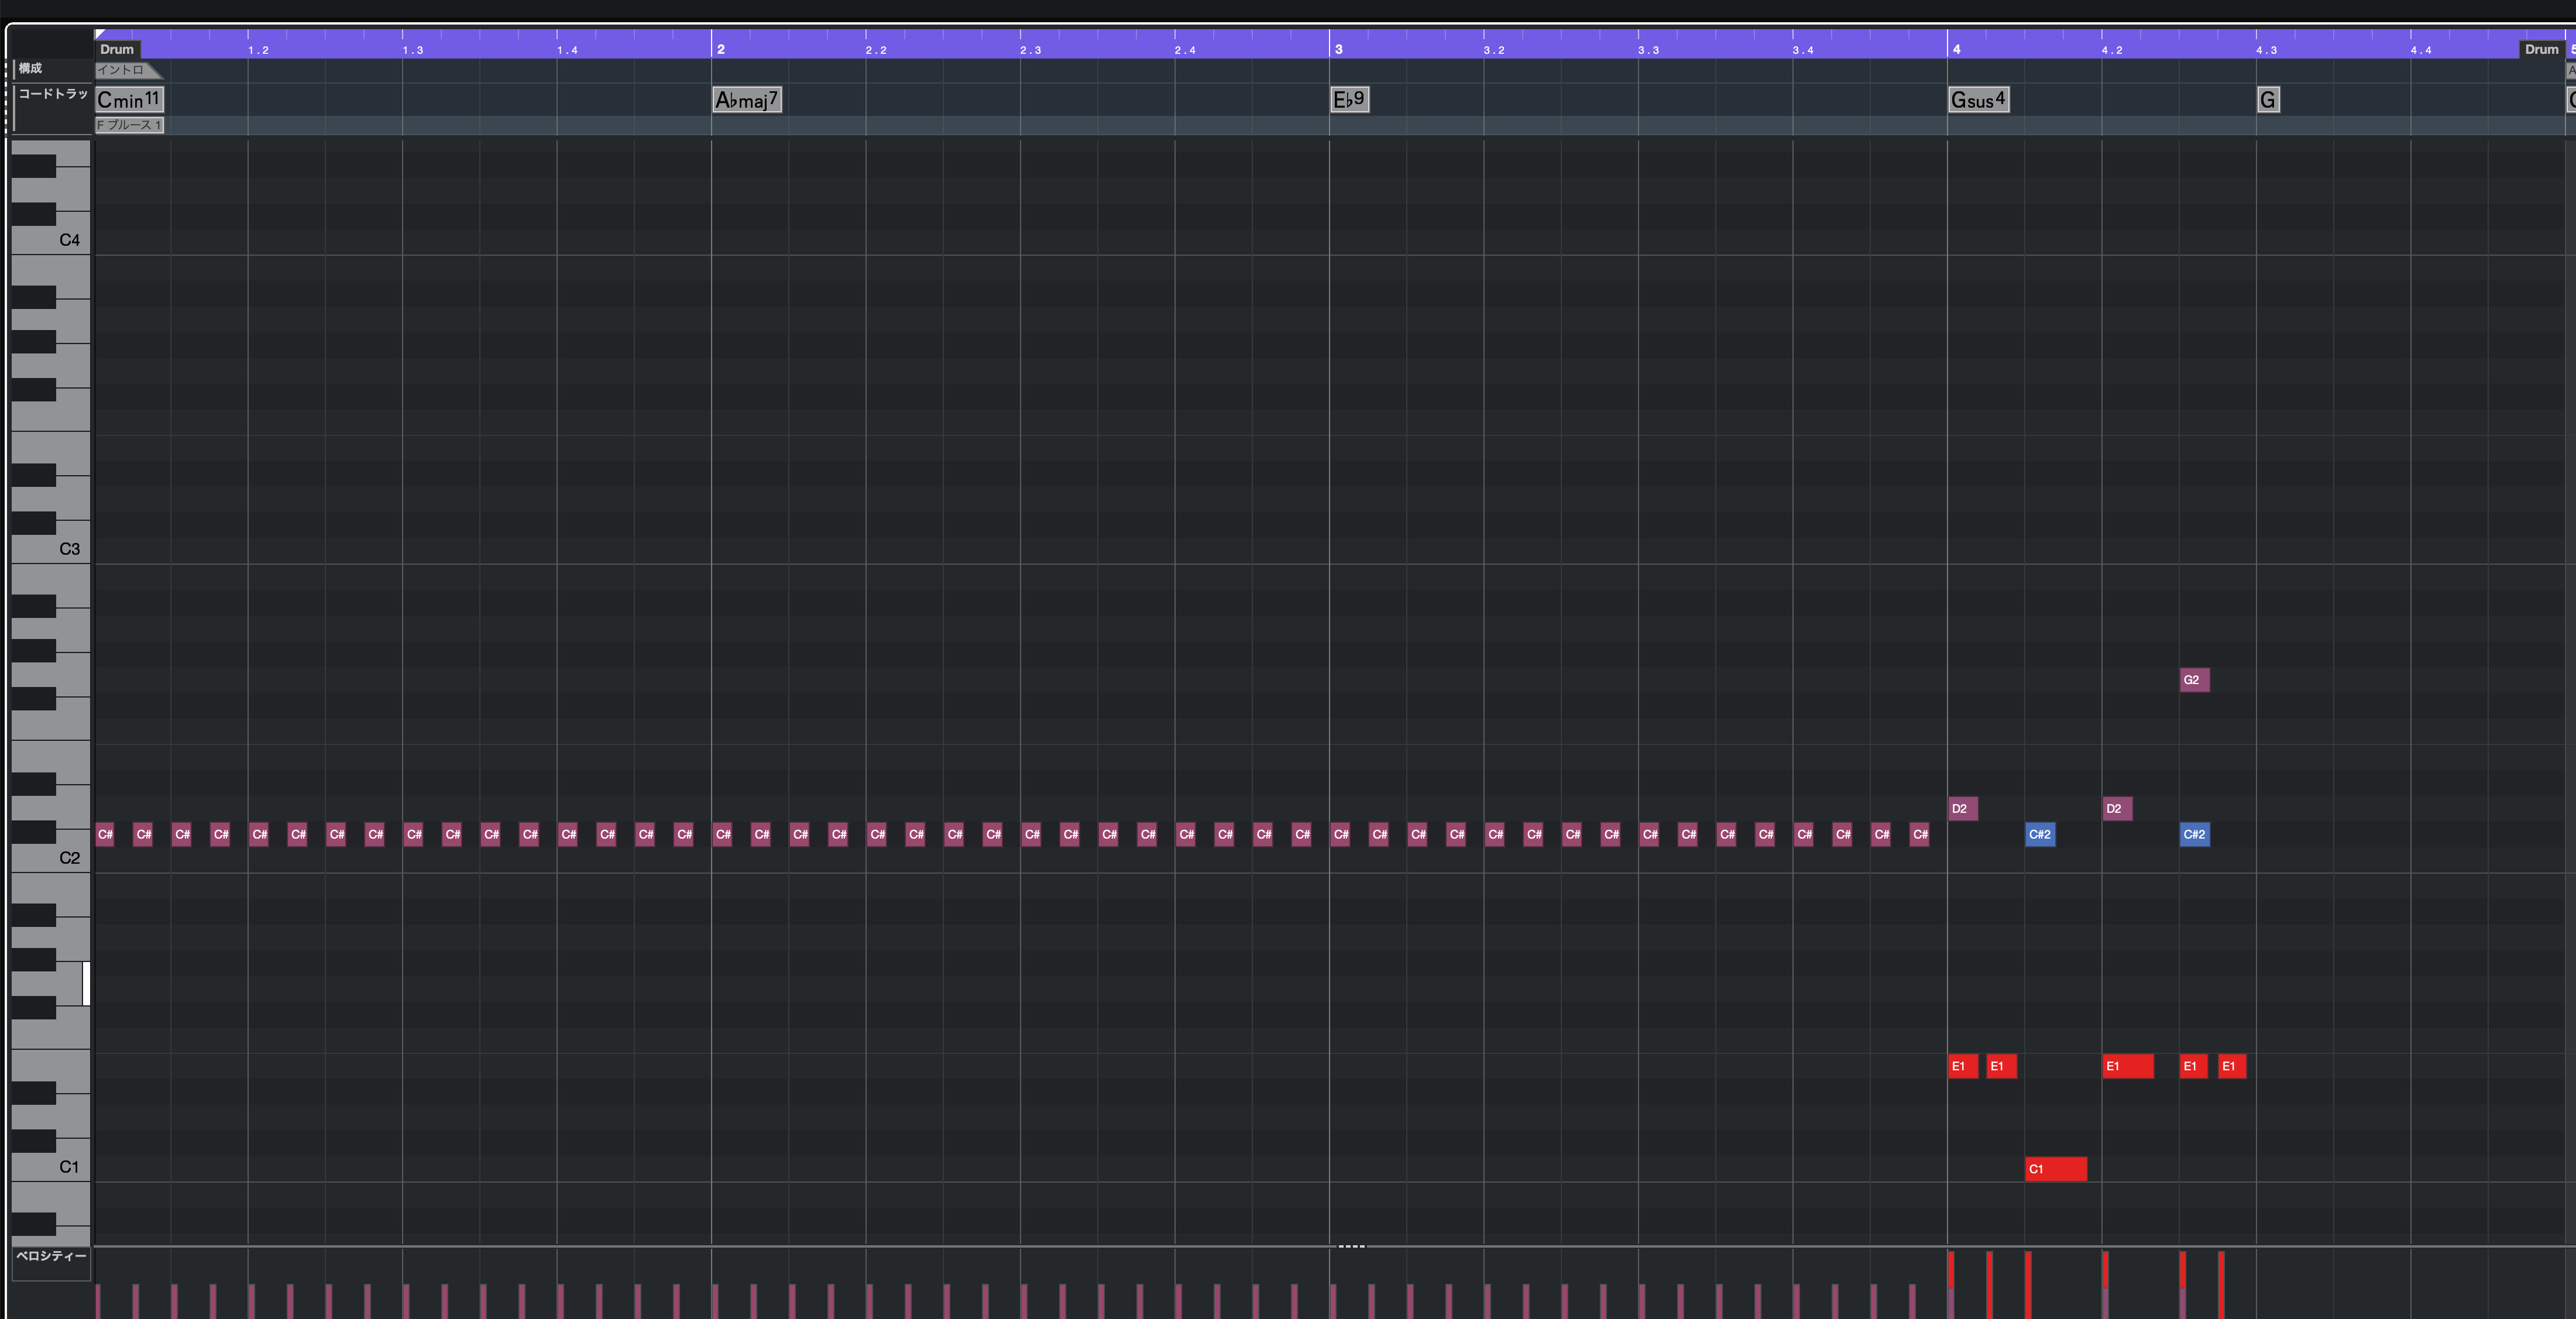 Drum 1.2 1.3 1.4 2 2.2 2.3 2.4 3 3.2 3.3 3.4 4 4.2 4.3 4.4 Drum 5
構成 イントロ A
コードトラッ Cmin11 A♭maj7 E♭9 Gsus4 G C
F ブルース 1
C4
C3
G2
D2 D2
C# C# C# C# C# C# C# C# C# C# C# C# C# C# C# C# C# C# C# C# C# C# C# C# C# C# C# C# C# C# C# C# C# C# C# C# C# C# C# C# C# C# C# C# C# C# C# C# C#2 C#2
C2
E1 E1 E1 E1 E1
C1 C1
ベロシティー